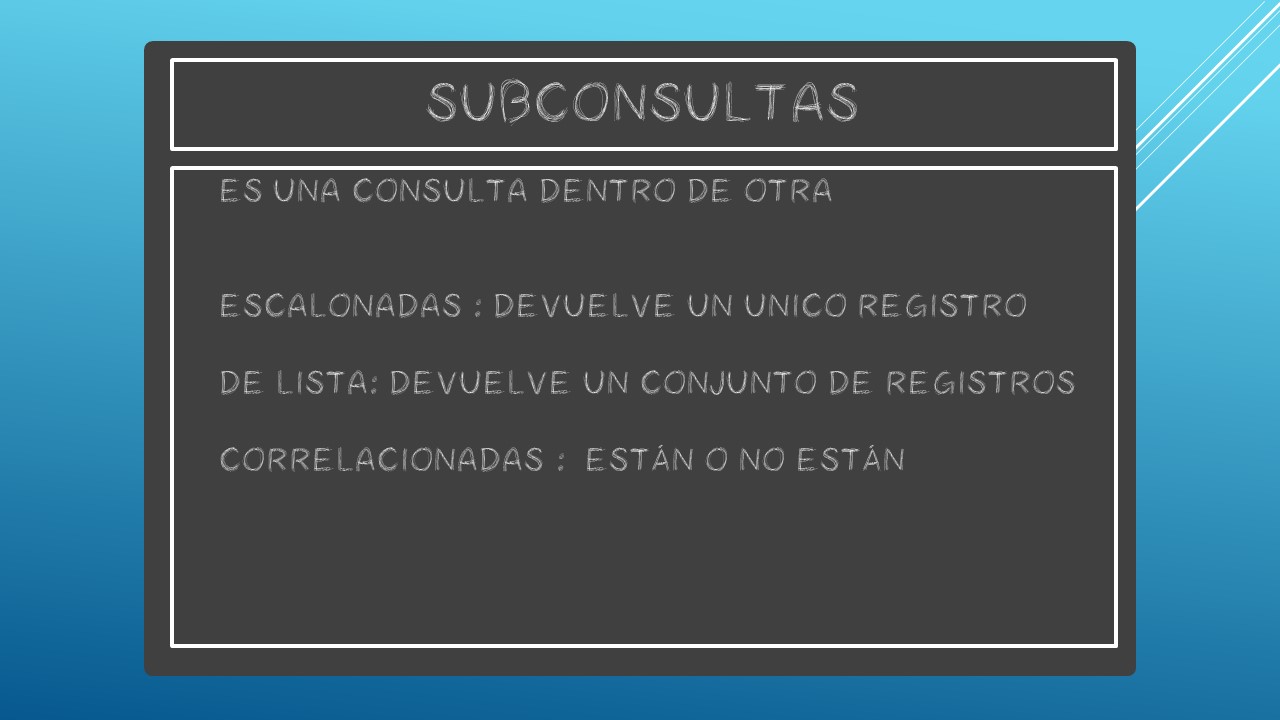 SUBCONSULTAS
ES UNA CONSULTA DENTRO DE OTRA
ESCALONADAS : DEVUELVE UN UNICO REGISTRO
DE LISTA: DEVUELVE UN CONJUNTO DE REGISTROS
CORRELACIONADAS : ESTÁN O NO ESTÁN